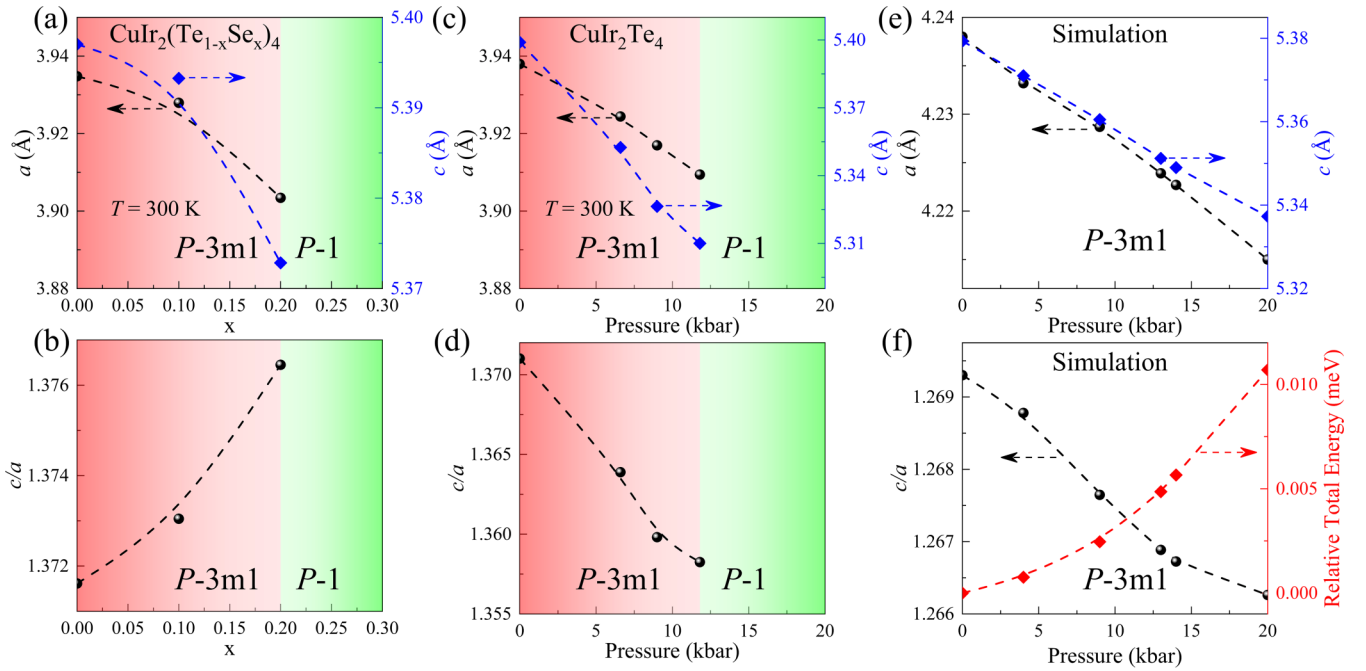 (a)
CuIr2(Te1-xSex)4
3.94
3.92
3.90
3.88
a (Å)
5.40
5.39
5.38
5.37
c (Å)
T = 300 K
P-3m1
P-1
0.00
0.05
0.10
0.15
0.20
0.25
0.30
x
(c)
CuIr2Te4
3.94
3.92
3.90
3.88
a (Å)
5.40
5.37
5.34
5.31
c (Å)
T = 300 K
P-3m1
P-1
0
5
10
15
20
Pressure (kbar)
(e)
Simulation
4.24
4.23
4.22
a (Å)
5.38
5.36
5.34
5.32
c (Å)
P-3m1
0
5
10
15
20
Pressure (kbar)
(b)
1.376
1.374
1.372
c/a
P-3m1
P-1
0.00
0.05
0.10
0.15
0.20
0.25
0.30
x
(d)
1.370
1.365
1.360
1.355
c/a
P-3m1
P-1
0
5
10
15
20
Pressure (kbar)
(f)
Simulation
1.269
1.268
1.267
1.266
c/a
0.010
0.005
0.000
Relative Total Energy (meV)
P-3m1
0
5
10
15
20
Pressure (kbar)